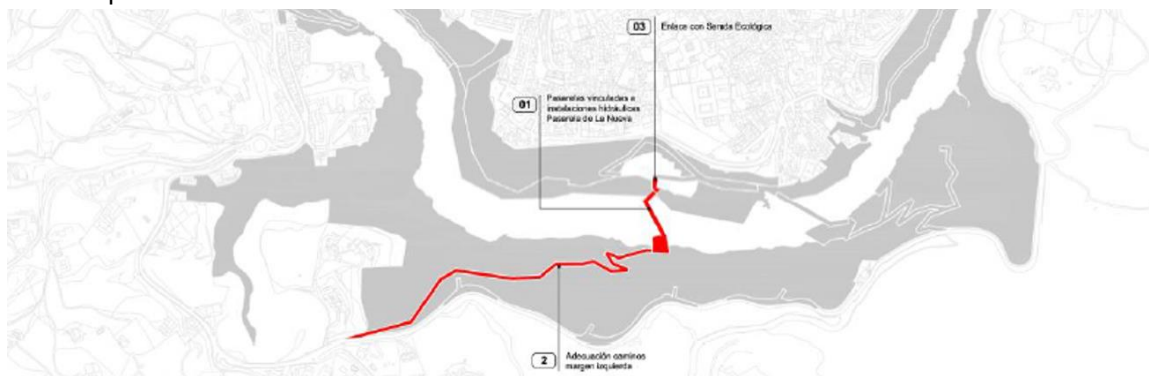 03 Enlace con Senda Ecológica
01 Pasarelas vinculadas a
instalaciones hidráulicas
Pasarela de La Nueva
2 Adecuación caminos
margen izquierda